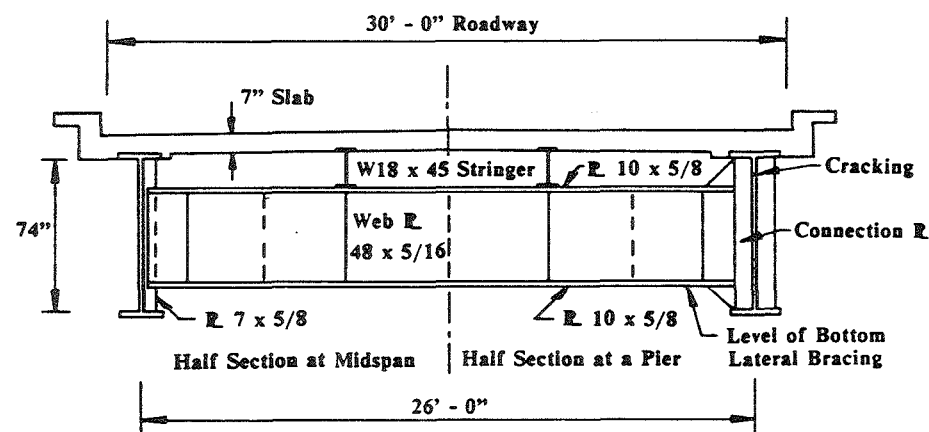 30' - 0" Roadway
7" Slab
W18 x 45 Stringer
℄ 10 x 5/8
Cracking
74"
Web ℄
48 x 5/16
Connection ℄
℄ 7 x 5/8
℄ 10 x 5/8
Level of Bottom
Lateral Bracing
Half Section at Midspan
Half Section at a Pier
26' - 0"